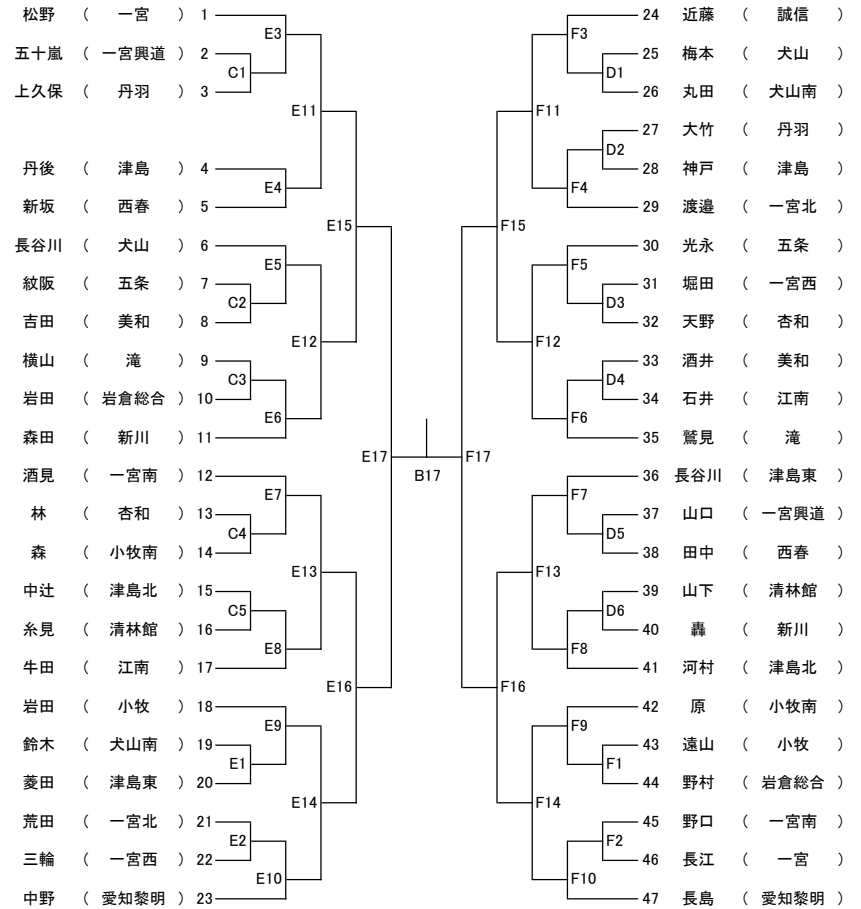 松野 ( 一宮 ) 1
五十嵐 ( 一宮興道 ) 2
上久保 ( 丹羽 ) 3
丹後 ( 津島 ) 4
新坂 ( 西春 ) 5
長谷川 ( 犬山 ) 6
紋阪 ( 五条 ) 7
吉田 ( 美和 ) 8
横山 ( 滝 ) 9
岩田 ( 岩倉総合 ) 10
森田 ( 新川 ) 11
酒見 ( 一宮南 ) 12
林 ( 杏和 ) 13
森 ( 小牧南 ) 14
中辻 ( 津島北 ) 15
糸見 ( 清林館 ) 16
牛田 ( 江南 ) 17
岩田 ( 小牧 ) 18
鈴木 ( 犬山南 ) 19
菱田 ( 津島東 ) 20
荒田 ( 一宮北 ) 21
三輪 ( 一宮西 ) 22
中野 ( 愛知黎明 ) 23
C1
C2
C3
C4
C5
E1
E2
E3
E4
E5
E6
E7
E8
E9
E10
E11
E12
E13
E14
E15
E16
E17
B17
F17
F15
F16
F11
F12
F13
F14
F3
F4
F5
F6
F7
F8
F9
F10
D1
D2
D3
D4
D5
D6
F1
F2
24 近藤 ( 誠信 )
25 梅本 ( 犬山 )
26 丸田 ( 犬山南 )
27 大竹 ( 丹羽 )
28 神戸 ( 津島 )
29 渡邉 ( 一宮北 )
30 光永 ( 五条 )
31 堀田 ( 一宮西 )
32 天野 ( 杏和 )
33 酒井 ( 美和 )
34 石井 ( 江南 )
35 鷲見 ( 滝 )
36 長谷川 ( 津島東 )
37 山口 ( 一宮興道 )
38 田中 ( 西春 )
39 山下 ( 清林館 )
40 轟 ( 新川 )
41 河村 ( 津島北 )
42 原 ( 小牧南 )
43 遠山 ( 小牧 )
44 野村 ( 岩倉総合 )
45 野口 ( 一宮南 )
46 長江 ( 一宮 )
47 長島 ( 愛知黎明 )